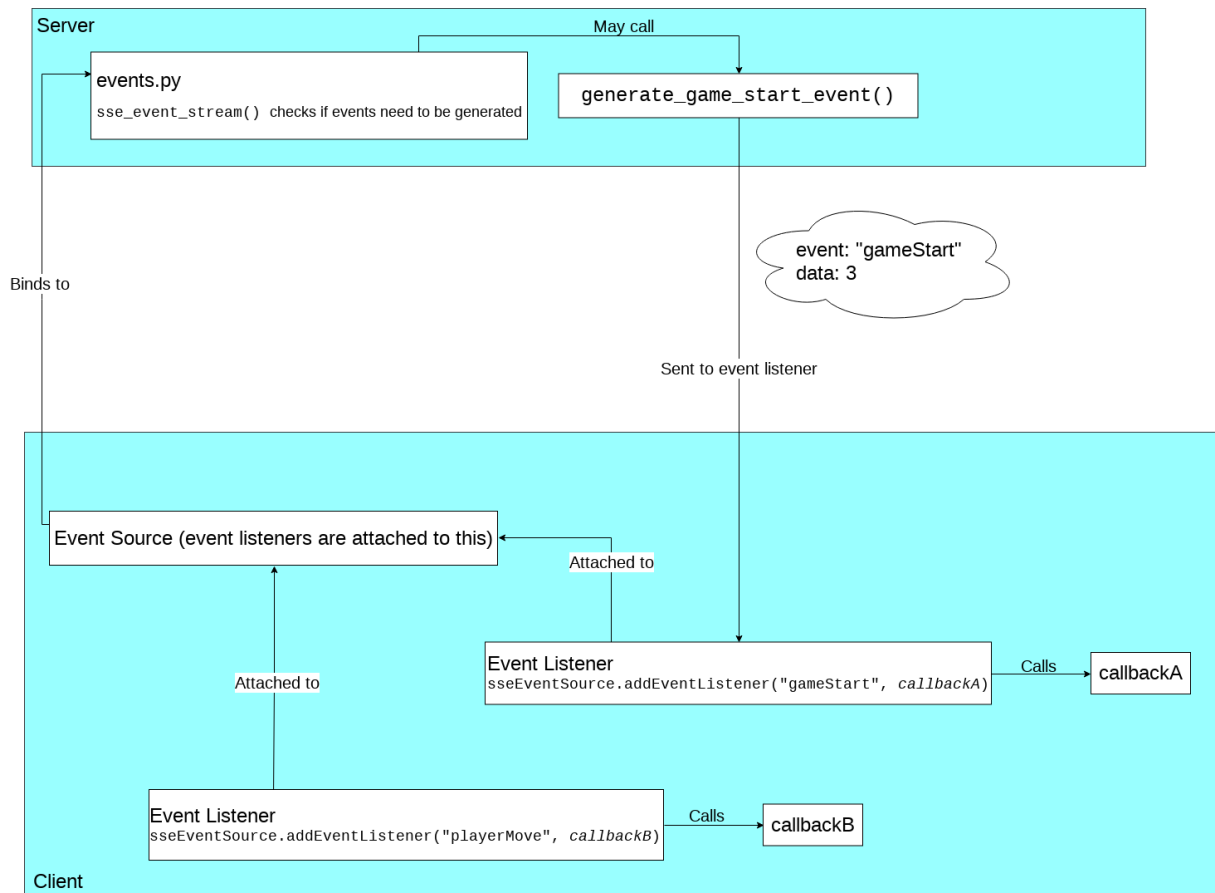 Server
May call
events.py
sse_event_stream() checks if events need to be generated
generate_game_start_event()
event: "gameStart"
data: 3
Binds to
Sent to event listener
Event Source (event listeners are attached to this)
Attached to
Event Listener
sseEventSource.addEventListener("gameStart", callbackA)
Calls
callbackA
Attached to
Event Listener
sseEventSource.addEventListener("playerMove", callbackB)
Calls
callbackB
Client